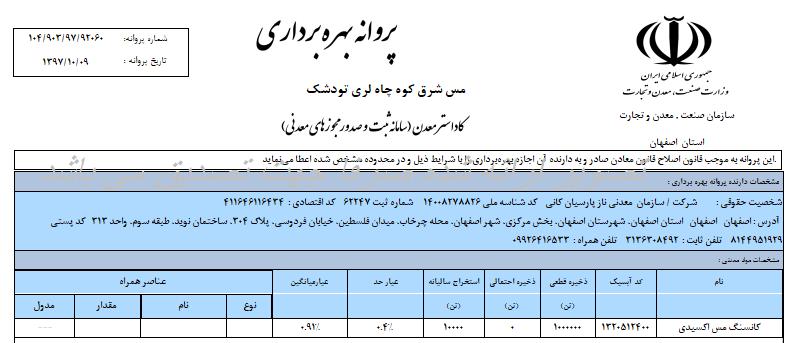 پروانه بهره برداری
شماره پروانه: ۱۰۴/۹۰۳/۹۷/۹۲۰۶۰
تاریخ پروانه : ۱۳۹۷/۱۰/۰۹
جمهوری اسلامی ایران
وزارت صنعت، معدن و تجارت
سازمان صنعت ، معدن و تجارت
استان اصفهان
مس شرق کوه چاه لری تودشک
کاداستر معدن (سامانه ثبت و صدور مجوزهای معدنی)
این پروانه به موجب قانون اصلاح قانون معادن صادر و به دارنده آن اجازه بهره‌برداری را با شرایط ذیل و در محدوده مشخص شده اعطا می‌نماید.
مشخصات دارنده پروانه بهره برداری :
شخصیت حقوقی : شرکت / سازمان معدنی ناز پارسیان کانی کد شناسه ملی ۱۴۰۰۸۲۷۸۸۲۶ شماره ثبت ۶۲۲۴۷ کد اقتصادی : ۴۱۱۶۴۶۱۱۶۴۳۴
آدرس : اصفهان اصفهان استان اصفهان، شهرستان اصفهان، بخش مرکزی، شهر اصفهان، محله چرخاب، میدان فلسطین، خیابان فردوسی، پلاک ۳۰۴، ساختمان نوید، طبقه سوم، واحد ۳۱۳ کد پستی
۸۱۴۴۹۵۱۹۲۹ تلفن ثابت : ۳۱۳۶۳۰۸۴۹۲ تلفن همراه : ۰۹۹۲۶۴۱۶۵۳۳
مشخصات مواد معدنی :
نام کد آیسیک ذخیره قطعی (تن) ذخیره احتمالی (تن) استخراج سالیانه (تن) عیار حد عیارمیانگین عناصر همراه
نوع نام مقدار مدول
کانسنگ مس اکسیدی ۱۳۲۰۵۱۲۴۰۰ ۱۰۰۰۰۰۰ ۰ ۱۰۰۰۰ ۰.۴% ۰.۹۲% ---